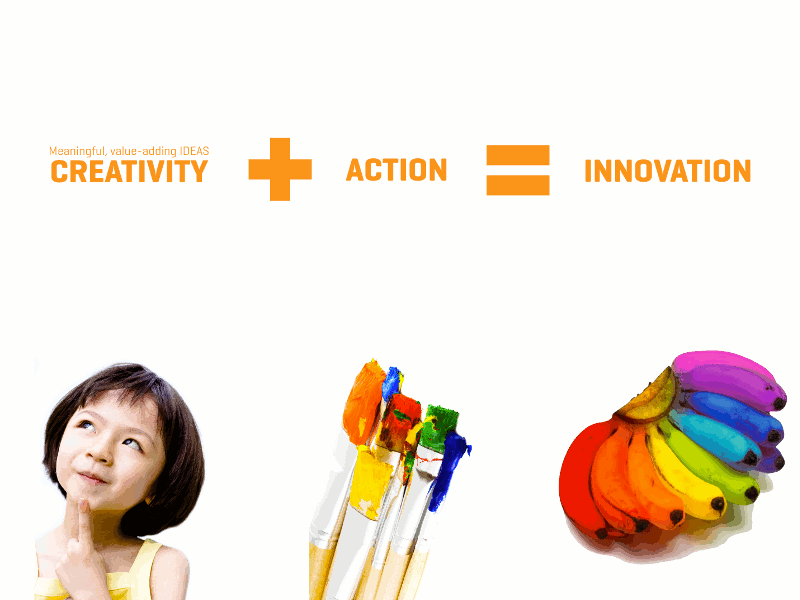 Meaningful, value-adding IDEAS
CREATIVITY + ACTION = INNOVATION